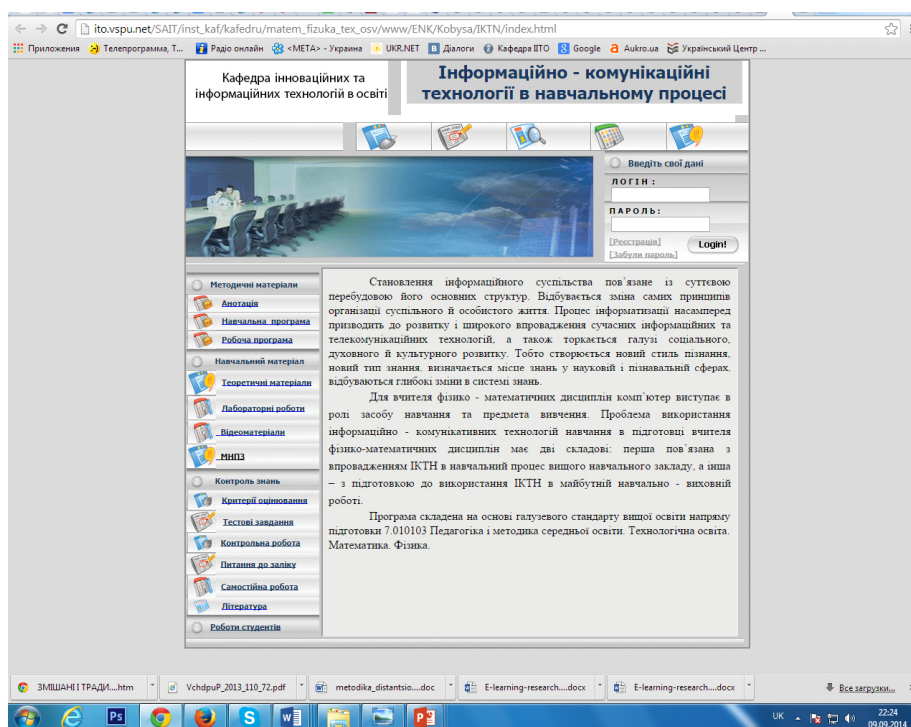 ito.vspu.net/SAIT/inst_kaf/kafedru/matem_fizuka_tex_osv/www/ENK/Kobysa/IKTN/index.html
Приложения Телепрограмма, Т... Радіо онлайн <META> - Украина UKR.NET Діалоги Кафедра ІІТО Google Aukro.ua Український Центр ...
Кафедра інноваційних та
інформаційних технологій в освіті
Інформаційно - комунікаційні
технології в навчальному процесі
Введіть свої дані
ЛОГІН :
ПАРОЛЬ:
[Реєстрація]
[Забули пароль]
Login!
Методичні матеріали
Анотація
Навчальна програма
Робоча програма
Навчальний матеріал
Теоретичні матеріали
Лабораторні роботи
Відеоматеріали
МНПЗ
Контроль знань
Критерії оцінювання
Тестові завдання
Контрольна робота
Питання до заліку
Самостійна робота
Література
Роботи студентів
Становлення інформаційного суспільства пов'язане із суттєвою
перебудовою його основних структур. Відбувається зміна самих принципів
організації суспільного й особистого життя. Процес інформатизації насамперед
призводить до розвитку і широкого впровадження сучасних інформаційних та
телекомунікаційних технологій, а також торкається галузі соціального,
духовного й культурного розвитку. Тобто створюється новий стиль пізнання,
новий тип знання, визначається місце знань у науковій і пізнавальній сферах,
відбуваються глибокі зміни в системі знань.
Для вчителя фізико - математичних дисциплін комп'ютер виступає в
ролі засобу навчання та предмета вивчення. Проблема використання
інформаційно - комунікативних технологій навчання в підготовці вчителя
фізико-математичних дисциплін має дві складові: перша пов'язана з
впровадженням ІКТН в навчальний процес вищого навчального закладу, а інша
– з підготовкою до використання ІКТН в майбутній навчально - виховній
роботі.
Програма складена на основі галузевого стандарту вищої освіти напряму
підготовки 7.010103 Педагогіка і методика середньої освіти. Технологічна освіта.
Математика. Фізика.
ЗМІШАНІ І ТРАДИ....htm VchdpuP_2013_110_72.pdf metodika_distantsio....doc E-learning-research....docx E-learning-research....docx Все загрузки...
Ps S W P UK 22:24
09.09.2014